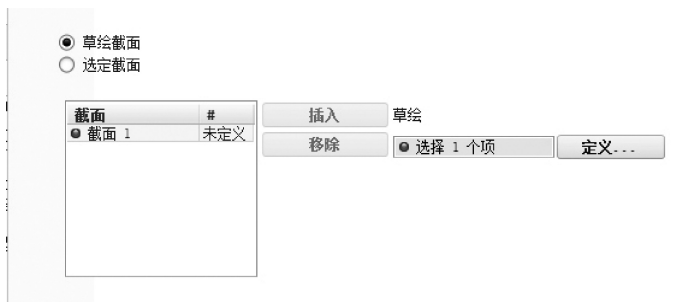 草绘截面
选定截面
截面 #
截面 1 未定义
插入 草绘
移除 选择 1 个项 定义...